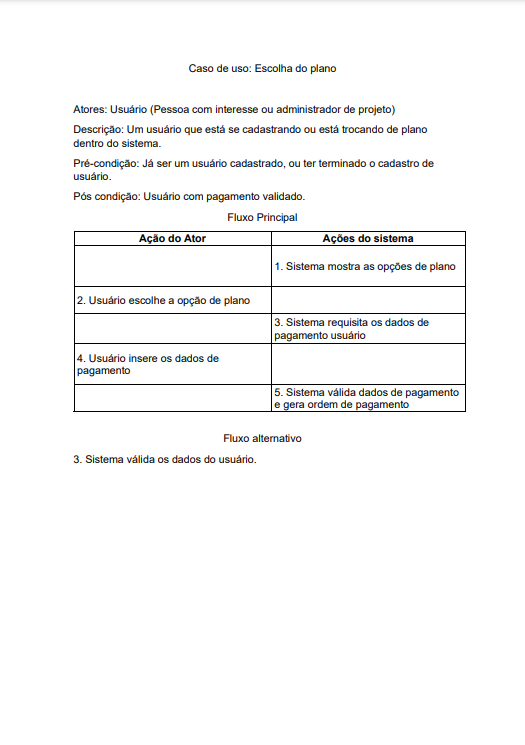 Caso de uso: Escolha do plano
Atores: Usuário (Pessoa com interesse ou administrador de projeto)
Descrição: Um usuário que está se cadastrando ou está trocando de plano
dentro do sistema.
Pré-condição: Já ser um usuário cadastrado, ou ter terminado o cadastro de
usuário.
Pós condição: Usuário com pagamento validado.
Fluxo Principal
Ação do Ator
Ações do sistema
1. Sistema mostra as opções de plano
2. Usuário escolhe a opção de plano
3. Sistema requisita os dados de
pagamento usuário
4. Usuário insere os dados de
pagamento
5. Sistema válida dados de pagamento
e gera ordem de pagamento
Fluxo alternativo
3. Sistema válida os dados do usuário.